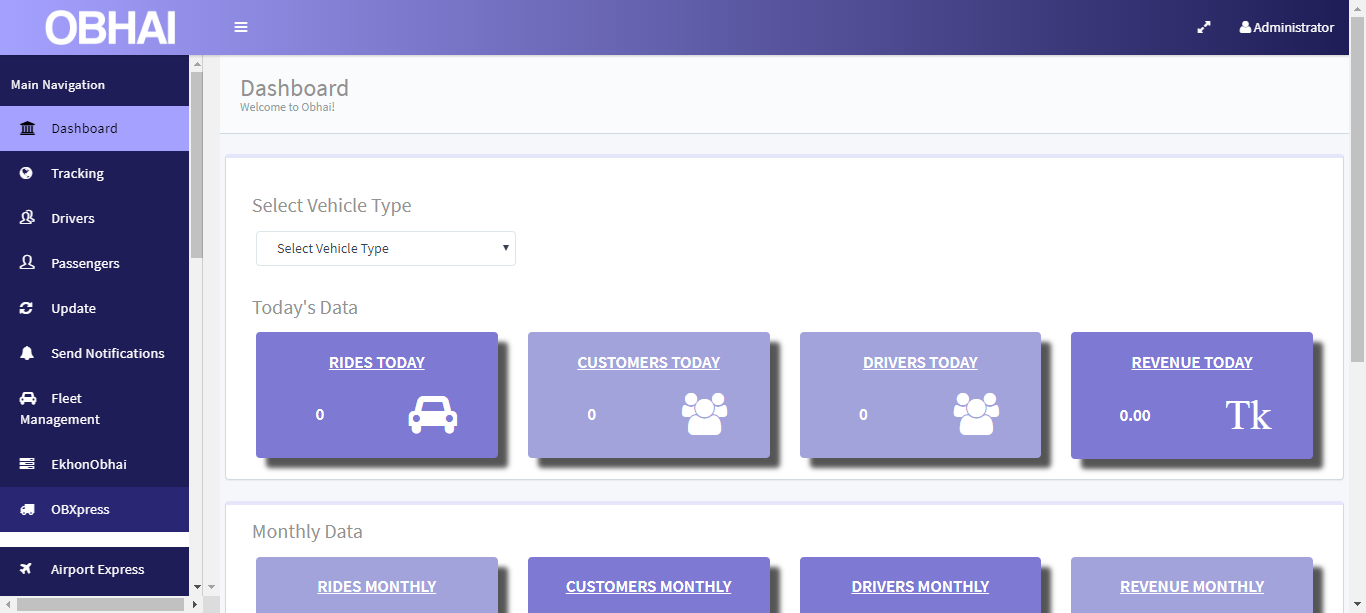 OBHAI
Administrator
Main Navigation
Dashboard
Tracking
Drivers
Passengers
Update
Send Notifications
Fleet
Management
EkhonObhai
OBXpress
Airport Express
Dashboard
Welcome to Obhai!
Select Vehicle Type
Select Vehicle Type
Today's Data
RIDES TODAY
0
CUSTOMERS TODAY
0
DRIVERS TODAY
0
REVENUE TODAY
0.00 Tk
Monthly Data
RIDES MONTHLY
CUSTOMERS MONTHLY
DRIVERS MONTHLY
REVENUE MONTHLY